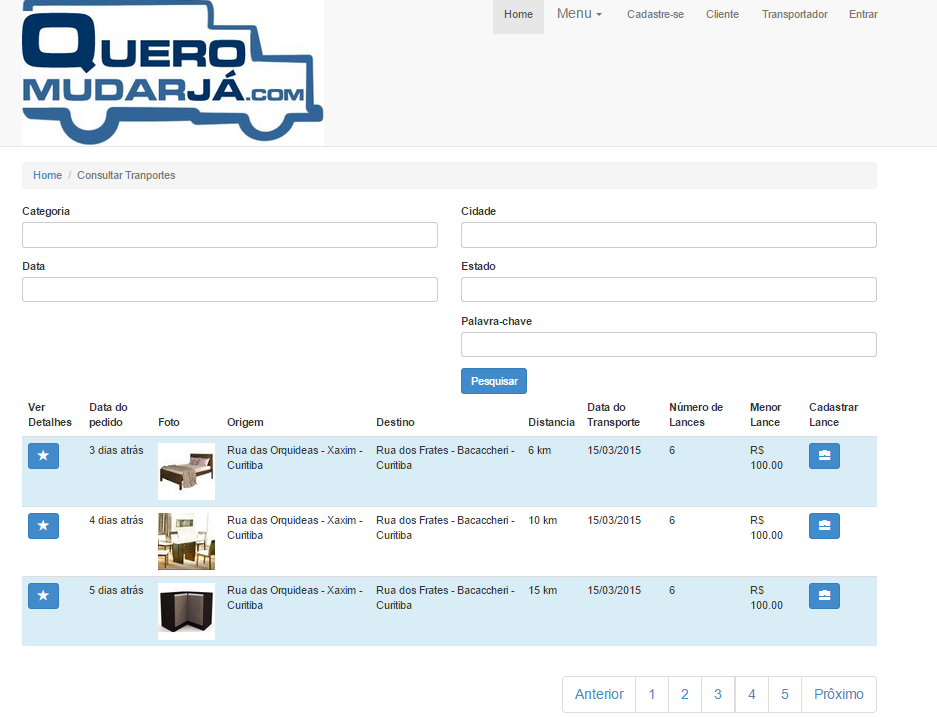 QUERO
MUDARJÁ.COM
Home Menu Cadastre-se Cliente Transportador Entrar
Home / Consultar Tranportes
Categoria Cidade
Data Estado
Palavra-chave
Pesquisar
Ver Detalhes Data do pedido Foto Origem Destino Distancia Data do Transporte Número de Lances Menor Lance Cadastrar Lance
3 dias atrás Rua das Orquideas - Xaxim - Curitiba Rua dos Frates - Bacaccheri - Curitiba 6 km 15/03/2015 6 R$ 100.00
4 dias atrás Rua das Orquideas - Xaxim - Curitiba Rua dos Frates - Bacaccheri - Curitiba 10 km 15/03/2015 6 R$ 100.00
5 dias atrás Rua das Orquideas - Xaxim - Curitiba Rua dos Frates - Bacaccheri - Curitiba 15 km 15/03/2015 6 R$ 100.00
Anterior 1 2 3 4 5 Prôximo